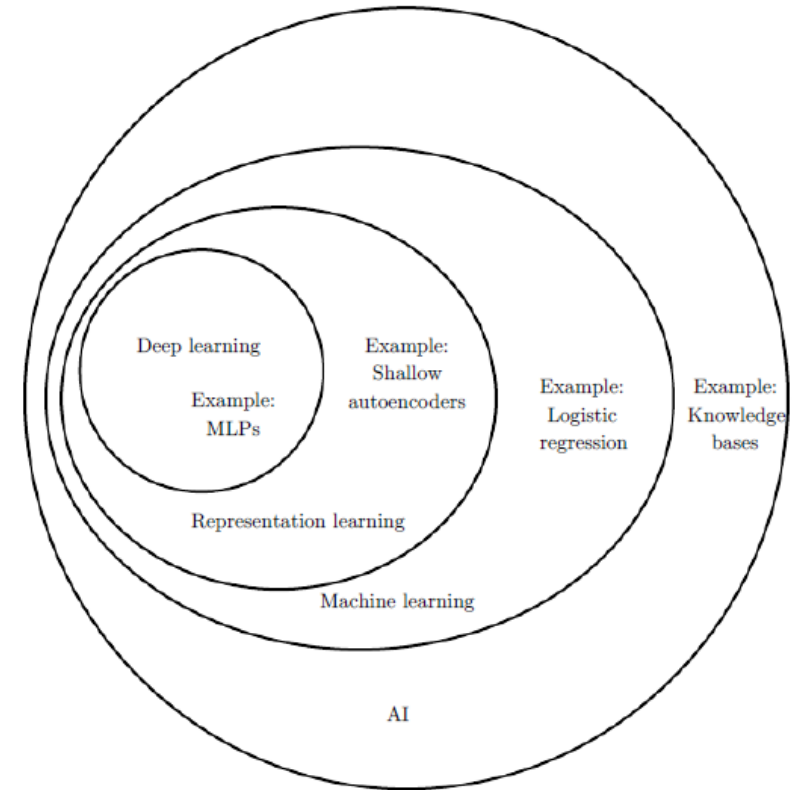 Deep learning
Example:
MLPs
Example:
Shallow
autoencoders
Example:
Logistic
regression
Example:
Knowledge
bases
Representation learning
Machine learning
AI